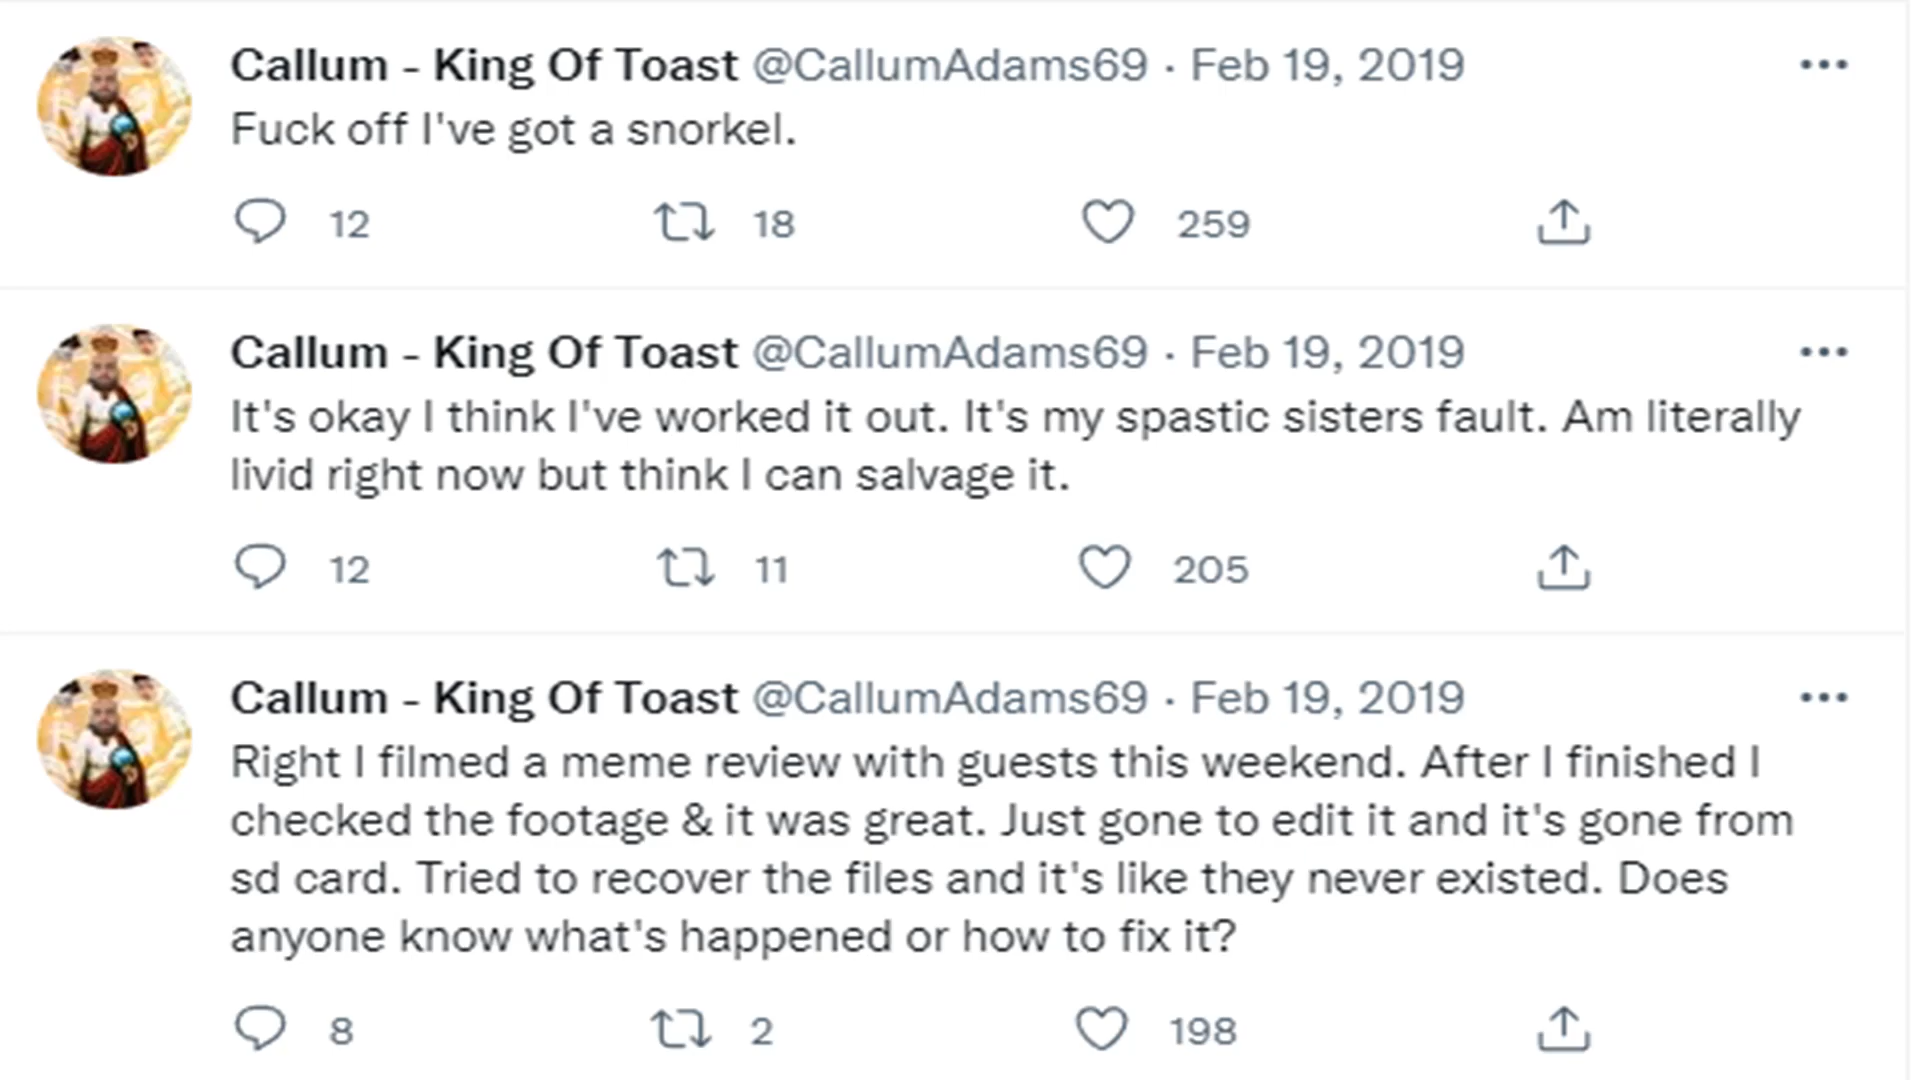 Callum - King Of Toast @CallumAdams69 · Feb 19, 2019
Fuck off I've got a snorkel.
12 18 259
Callum - King Of Toast @CallumAdams69 · Feb 19, 2019
It's okay I think I've worked it out. It's my spastic sisters fault. Am literally
livid right now but think I can salvage it.
12 11 205
Callum - King Of Toast @CallumAdams69 · Feb 19, 2019
Right I filmed a meme review with guests this weekend. After I finished I
checked the footage & it was great. Just gone to edit it and it's gone from
sd card. Tried to recover the files and it's like they never existed. Does
anyone know what's happened or how to fix it?
8 2 198